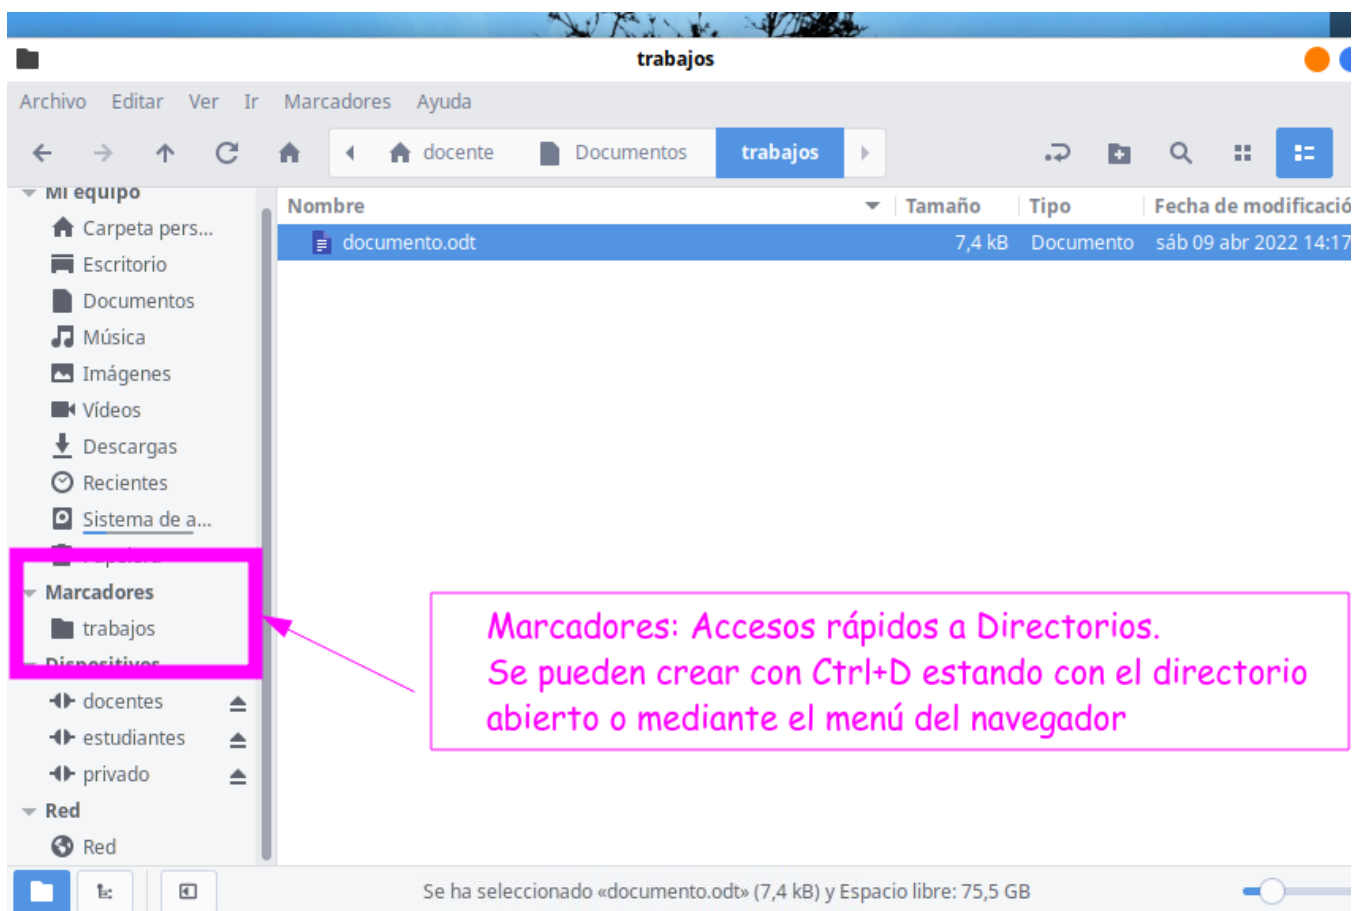 trabajos
Archivo Editar Ver Ir Marcadores Ayuda
docente Documentos trabajos
Mi equipo
Carpeta pers...
Escritorio
Documentos
Música
Imágenes
Vídeos
Descargas
Recientes
Sistema de a...
Marcadores
trabajos
Dispositivos
docentes
estudiantes
privado
Red
Red
Nombre Tamaño Tipo Fecha de modificació
documento.odt 7,4 kB Documento sáb 09 abr 2022 14:17
Marcadores: Accesos rápidos a Directorios.
Se pueden crear con Ctrl+D estando con el directorio
abierto o mediante el menú del navegador
Se ha seleccionado «documento.odt» (7,4 kB) y Espacio libre: 75,5 GB